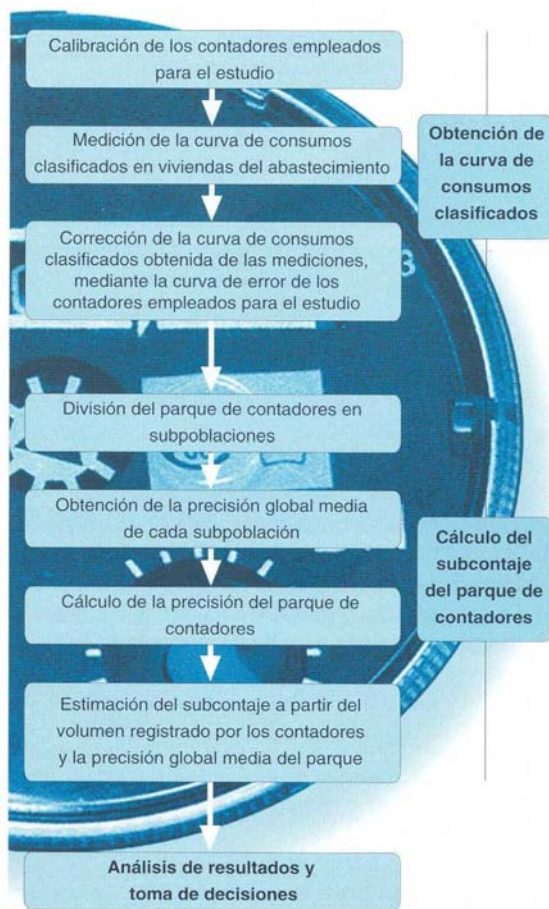 Calibración de los contadores empleados
para el estudio
Medición de la curva de consumos
clasificados en viviendas del abastecimiento
Obtención de
la curva de
consumos
clasificados
Corrección de la curva de consumos
clasificados obtenida de las mediciones,
mediante la curva de error de los
contadores empleados para el estudio
3
División del parque de contadores en
subpoblaciones
Obtención de la precisión global media
de cada subpoblación
Cálculo del
subcontaje
del parque de
contadores
Cálculo de la precisión del parque de
contadores
Estimación del subcontaje a partir del
volumen registrado por los contadores
y la precisión global media del parque
Análisis de resultados y
toma de decisiones